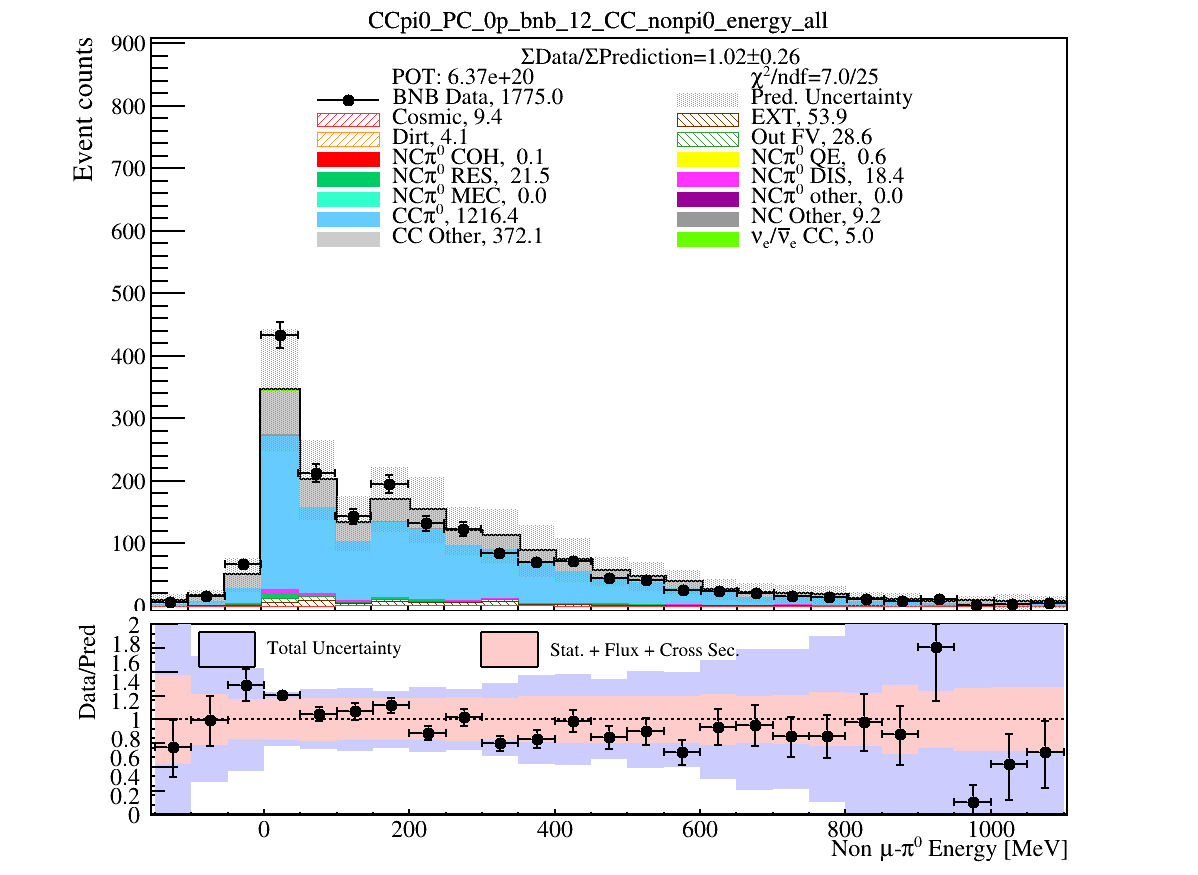 CCpi0_PC_0p_bnb_12_CC_nonpi0_energy_all
ΣData/ΣPrediction=1.02±0.26
POT: 6.37e+20
χ²/ndf=7.0/25
BNB Data, 1775.0
Pred. Uncertainty
Cosmic, 9.4
EXT, 53.9
Dirt, 4.1
Out FV, 28.6
NCπ⁰ COH, 0.1
NCπ⁰ QE, 0.6
NCπ⁰ RES, 21.5
NCπ⁰ DIS, 18.4
NCπ⁰ MEC, 0.0
NCπ⁰ other, 0.0
CCπ⁰, 1216.4
NC Other, 9.2
CC Other, 372.1
νₑ/ν̅ₑ CC, 5.0
Event counts
900
800
700
600
500
400
300
200
100
0
Total Uncertainty
Stat. + Flux + Cross Sec.
Data/Pred
2
1.8
1.6
1.4
1.2
1
0.8
0.6
0.4
0.2
0
0
200
400
600
800
1000
Non μ-π⁰ Energy [MeV]